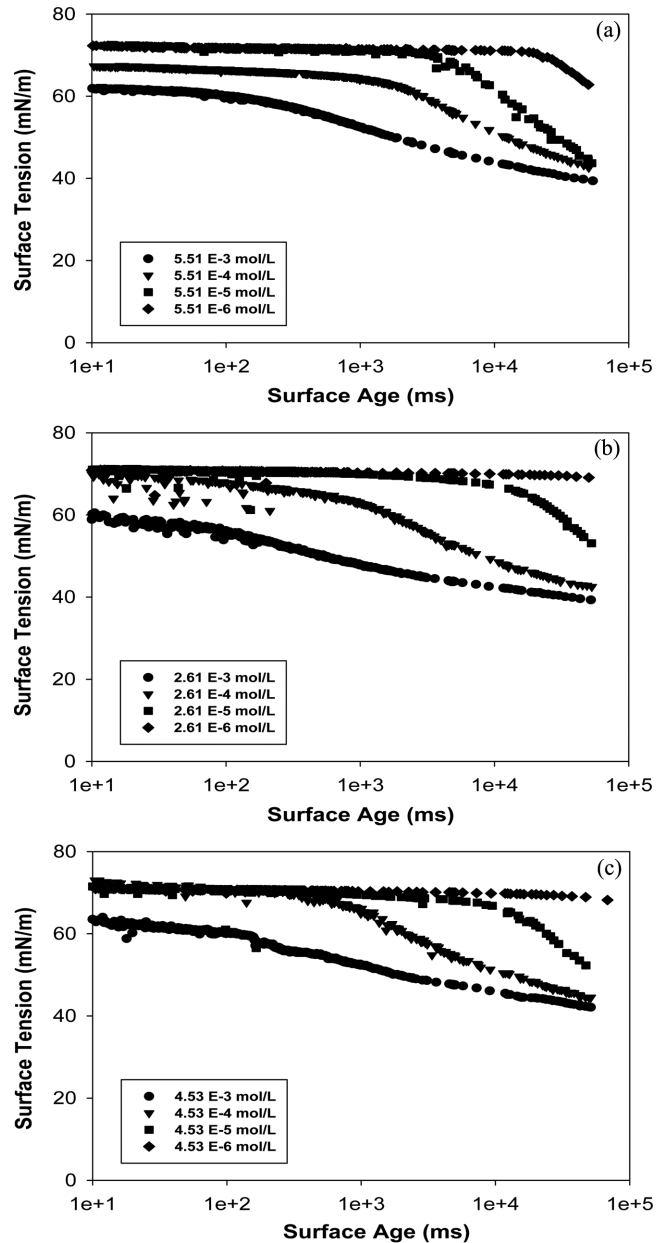 (a)
80
60
40
20
0
Surface Tension (mN/m)
5.51 E-3 mol/L
5.51 E-4 mol/L
5.51 E-5 mol/L
5.51 E-6 mol/L
1e+1 1e+2 1e+3 1e+4 1e+5
Surface Age (ms)
(b)
80
60
40
20
0
Surface Tension (mN/m)
2.61 E-3 mol/L
2.61 E-4 mol/L
2.61 E-5 mol/L
2.61 E-6 mol/L
1e+1 1e+2 1e+3 1e+4 1e+5
Surface Age (ms)
(c)
80
60
40
20
0
Surface Tension (mN/m)
4.53 E-3 mol/L
4.53 E-4 mol/L
4.53 E-5 mol/L
4.53 E-6 mol/L
1e+1 1e+2 1e+3 1e+4 1e+5
Surface Age (ms)